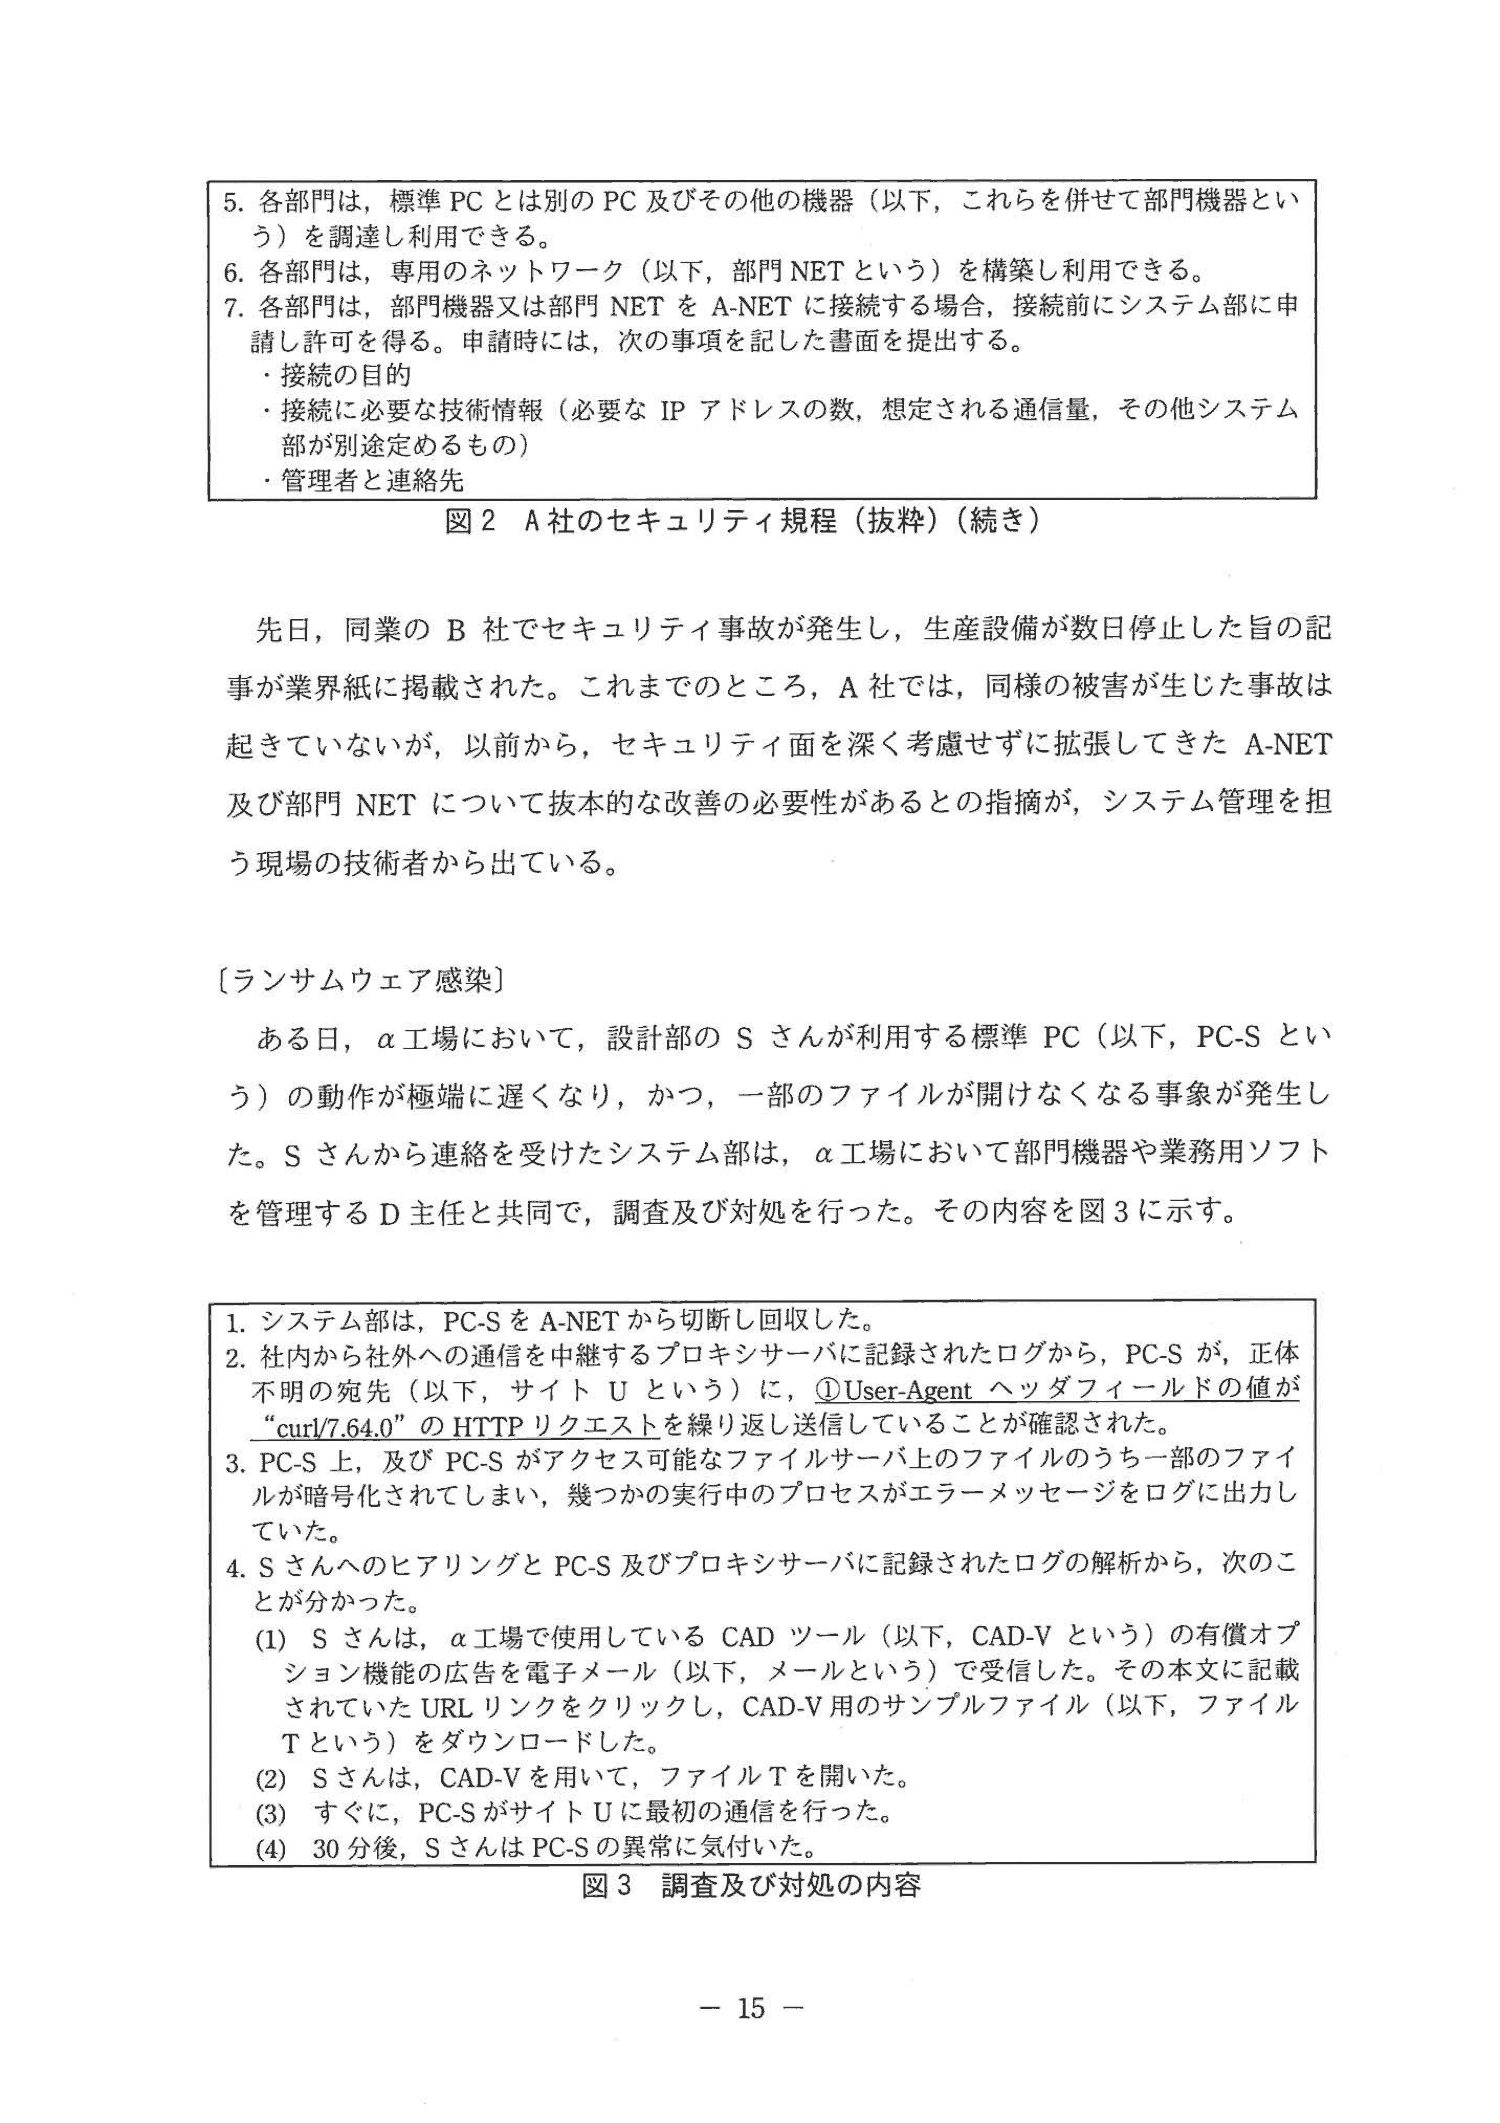 5. 各部門は，標準 PC とは別の PC 及びその他の機器（以下，これらを併せて部門機器とい
う）を調達し利用できる。
6. 各部門は，専用のネットワーク（以下，部門 NET という）を構築し利用できる。
7. 各部門は，部門機器又は部門 NET を A-NET に接続する場合，接続前にシステム部に申
請し許可を得る。申請時には，次の事項を記した書面を提出する。
・接続の目的
・接続に必要な技術情報（必要な IP アドレスの数，想定される通信量，その他システム
部が別途定めるもの）
・管理者と連絡先
図2 A社のセキュリティ規程（抜粋）（続き）
先日，同業の B 社でセキュリティ事故が発生し，生産設備が数日停止した旨の記
事が業界紙に掲載された。これまでのところ，A 社では，同様の被害が生じた事故は
起きていないが，以前から，セキュリティ面を深く考慮せずに拡張してきた A-NET
及び部門 NET について抜本的な改善の必要性があるとの指摘が，システム管理を担
う現場の技術者から出ている。
〔ランサムウェア感染〕
ある日，α工場において，設計部の S さんが利用する標準 PC（以下，PC-S とい
う）の動作が極端に遅くなり，かつ，一部のファイルが開けなくなる事象が発生し
た。S さんから連絡を受けたシステム部は，α工場において部門機器や業務用ソフト
を管理する D 主任と共同で，調査及び対処を行った。その内容を図 3 に示す。
1. システム部は，PC-S を A-NET から切断し回収した。
2. 社内から社外への通信を中継するプロキシサーバに記録されたログから，PC-S が，正体
不明の宛先（以下，サイト U という）に，①User-Agent ヘッダフィールドの値が
“curl/7.64.0” の HTTP リクエストを繰り返し送信していることが確認された。
3. PC-S 上，及び PC-S がアクセス可能なファイルサーバ上のファイルのうち一部のファイ
ルが暗号化されてしまい，幾つかの実行中のプロセスがエラーメッセージをログに出力し
ていた。
4. S さんへのヒアリングと PC-S 及びプロキシサーバに記録されたログの解析から，次のこ
とが分かった。
(1) S さんは，α工場で使用している CAD ツール（以下，CAD-V という）の有償オプ
ション機能の広告を電子メール（以下，メールという）で受信した。その本文に記載
されていた URL リンクをクリックし，CAD-V 用のサンプルファイル（以下，ファイル
T という）をダウンロードした。
(2) S さんは，CAD-V を用いて，ファイル T を開いた。
(3) すぐに，PC-S がサイト U に最初の通信を行った。
(4) 30 分後，S さんは PC-S の異常に気付いた。
図3 調査及び対処の内容
－ 15 －